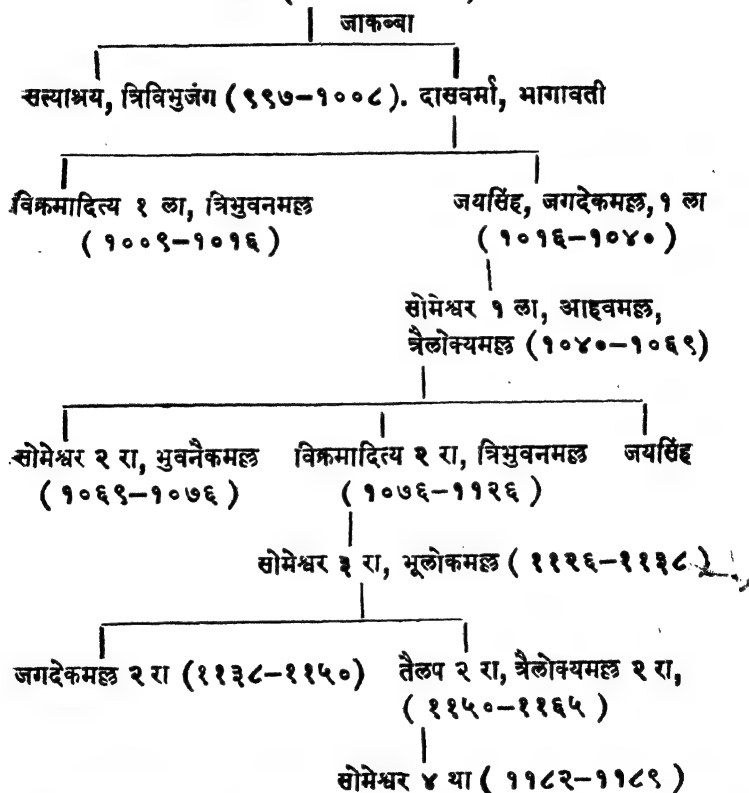 जाकब्बा
सत्याश्रय, त्रिविभुजंग (९९७-१००८). दासवर्मा, भागावती
विक्रमादित्य १ ला, त्रिभुवनमल्ल जयसिंह, जगदेकमल्ल, १ ला
(१००९-१०१६) (१०१६-१०४०)
सोमेश्वर १ ला, आहवमल्ल,
त्रैलोक्यमल्ल (१०४०-१०६९)
सोमेश्वर २ रा, भुवनैकमल्ल विक्रमादित्य २ रा, त्रिभुवनमल्ल जयसिंह
(१०६९-१०७६) (१०७६-११२६)
सोमेश्वर ३ रा, भूलोकमल्ल (११२६-११३८)
जगदेकमल्ल २ रा (११३८-११५०) तैलप २ रा, त्रैलोक्यमल्ल २ रा,
(११५०-११६५)
सोमेश्वर ४ था (११८२-११८९)